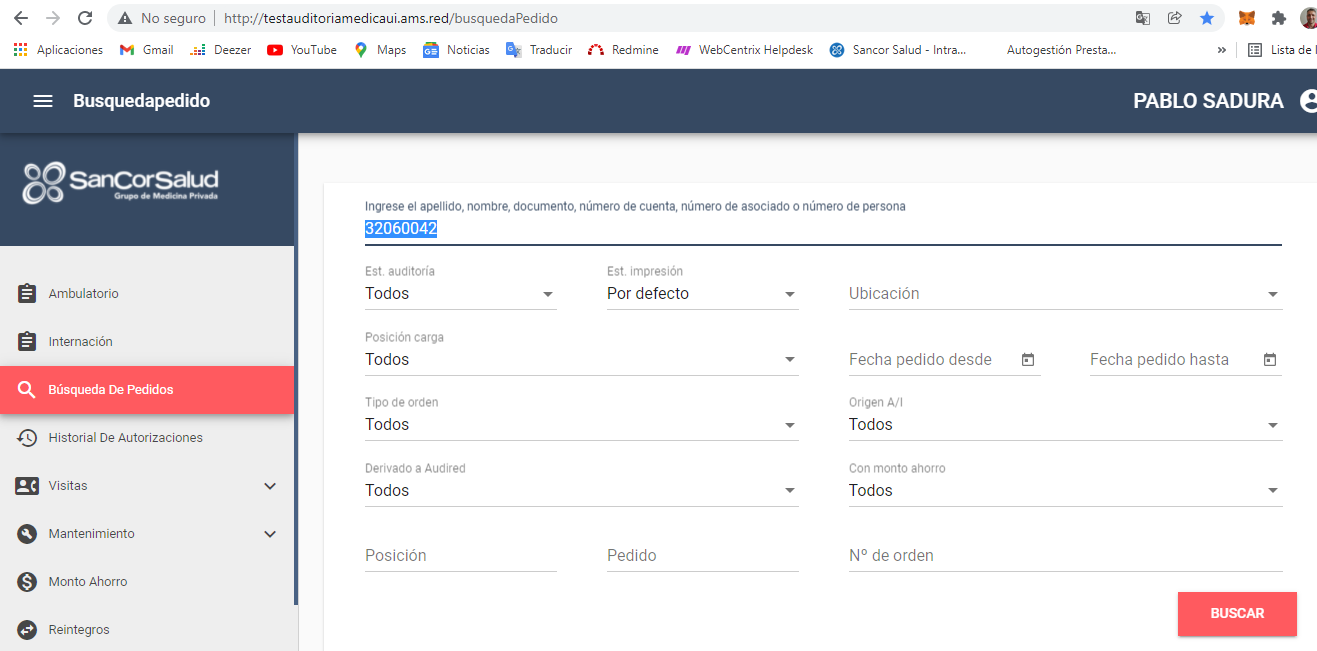 No seguro
http://testauditoriamedicaui.ams.red/busquedaPedido
Aplicaciones
Gmail
Deezer
YouTube
Maps
Noticias
Traducir
Redmine
WebCentrix Helpdesk
Sancor Salud - Intra...
Autogestión Presta...
»
Lista de
Busquedapedido
PABLO SADURA
SanCorSalud
Grupo de Medicina Privada
Ambulatorio
Internación
Búsqueda De Pedidos
Historial De Autorizaciones
Visitas
Mantenimiento
Monto Ahorro
Reintegros
Ingrese el apellido, nombre, documento, número de cuenta, número de asociado o número de persona
32060042
Est. auditoría
Todos
Est. impresión
Por defecto
Ubicación
Posición carga
Todos
Fecha pedido desde
Fecha pedido hasta
Tipo de orden
Todos
Origen A/I
Todos
Derivado a Audired
Todos
Con monto ahorro
Todos
Posición
Pedido
Nº de orden
BUSCAR